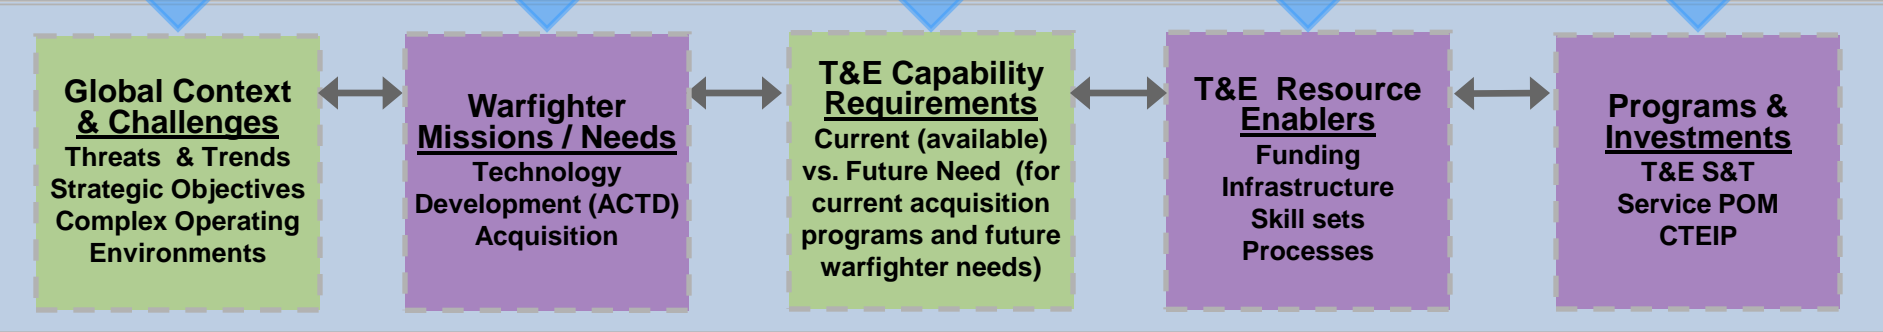 Global Context
& Challenges
Threats & Trends
Strategic Objectives
Complex Operating
Environments
Warfighter
Missions / Needs
Technology
Development (ACTD)
Acquisition
T&E Capability
Requirements
Current (available)
vs. Future Need (for
current acquisition
programs and future
warfighter needs)
T&E Resource
Enablers
Funding
Infrastructure
Skill sets
Processes
Programs &
Investments
T&E S&T
Service POM
CTEIP